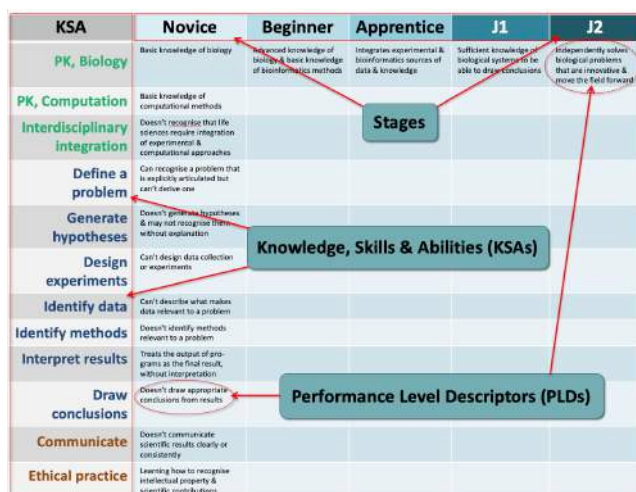 KSA Novice Beginner Apprentice J1 J2
PK, Biology
Basic knowledge of biology
Advanced knowledge of
biology & basic knowledge
of bioinformatics methods
Integrates experimental &
bioinformatics sources of
data & knowledge
Sufficient knowledge of
biological systems to be
able to draw conclusions
Independently solves
biological problems
that are innovative &
move the field forward
PK, Computation
Basic knowledge of
computational methods
Stages
Interdisciplinary
integration
Doesn't recognise that life
sciences require integration
of experimental &
computational approaches
Define a
problem
Can recognise a problem that
is explicitly articulated but
can't derive one
Generate
hypotheses
Doesn't generate hypotheses
& may not recognise them
without explanation
Knowledge, Skills & Abilities (KSAs)
Design
experiments
Can't design data collection
or experiments
Identify data
Can't describe what makes
data relevant to a problem
Identify methods
Doesn't identify methods
relevant to a problem
Interpret results
Treats the output of pro-
grams as the final result,
without interpretation
Draw
conclusions
Doesn't draw appropriate
conclusions from results
Performance Level Descriptors (PLDs)
Communicate
Doesn't communicate
scientific results clearly or
consistently
Ethical practice
Learning how to recognise
intellectual property &
scientific contributions